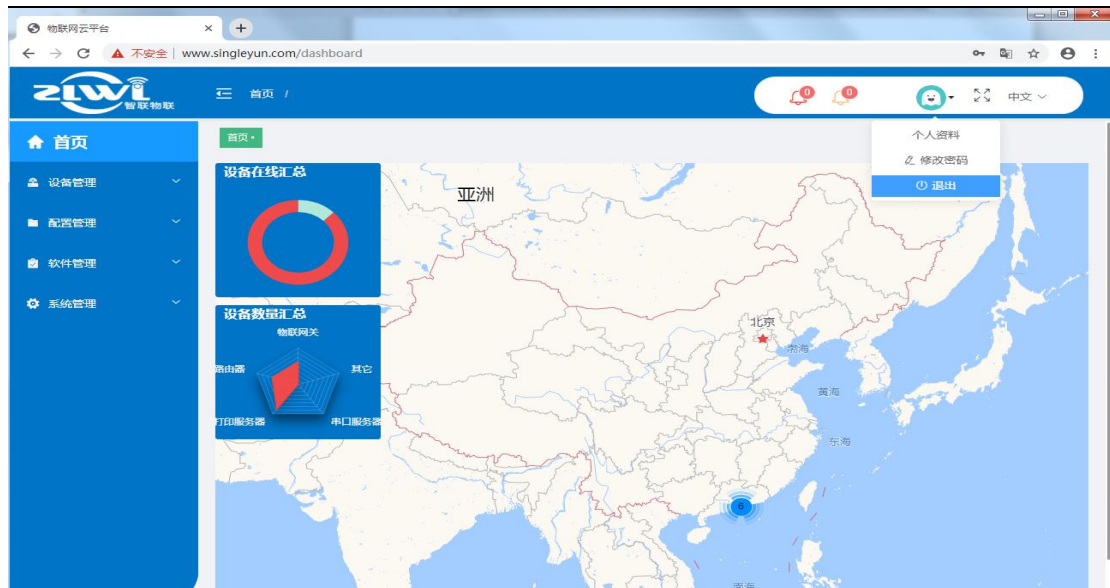 物联网云平台
不安全 | www.singleyun.com/dashboard
ZLWL
智联物联
首页 /
0
0
中文
个人资料
修改密码
退出
首页
设备管理
配置管理
软件管理
系统管理
首页
设备在线汇总
设备数量汇总
物联网关
路由器
其它
打印服务器
串口服务器
亚洲
北京
渤海
黄海
东海
6
南海